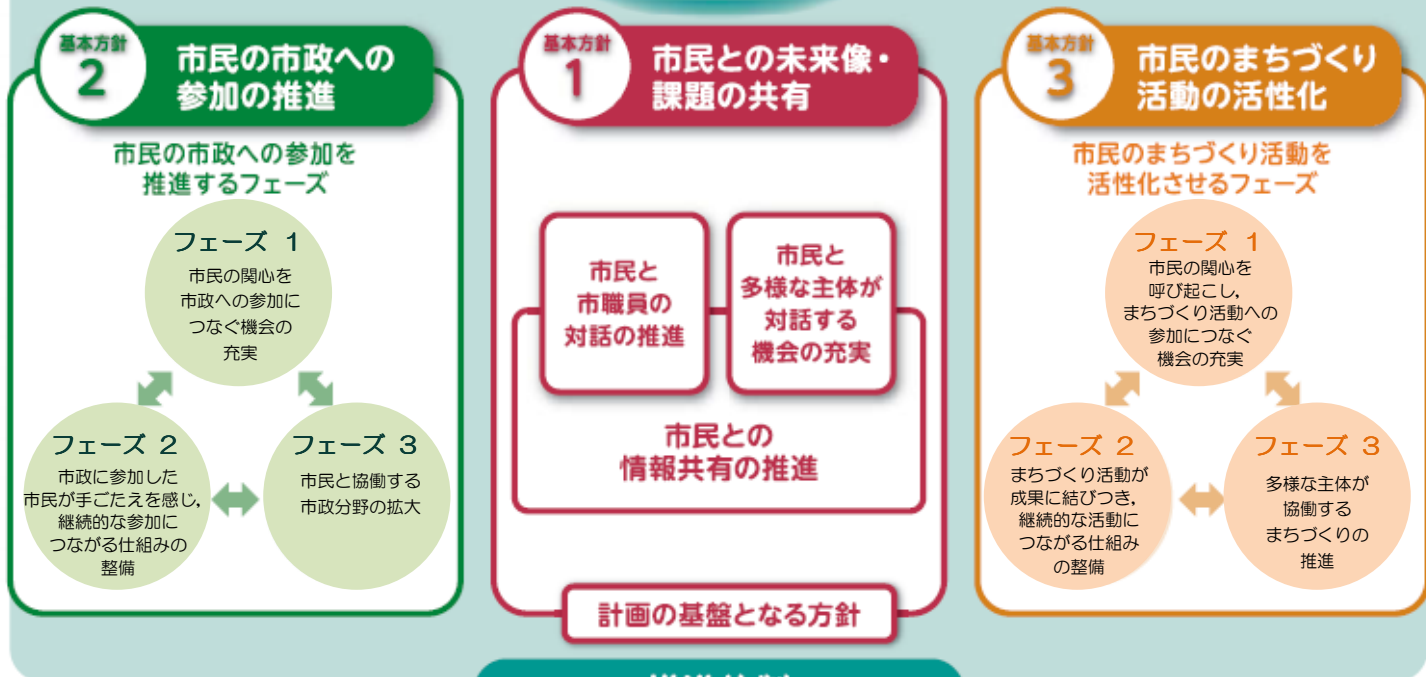 基本方針
2
市民の市政への
参加の推進
市民の市政への参加を
推進するフェーズ
フェーズ 1
市民の関心を
市政への参加に
つなぐ機会の
充実
フェーズ 2
市政に参加した
市民が手ごたえを感じ,
継続的な参加に
つながる仕組みの
整備
フェーズ 3
市民と協働する
市政分野の拡大
基本方針
1
市民との未来像・
課題の共有
市民と
市職員の
対話の推進
市民と
多様な主体が
対話する
機会の充実
市民との
情報共有の推進
計画の基盤となる方針
基本方針
3
市民のまちづくり
活動の活性化
市民のまちづくり活動を
活性化させるフェーズ
フェーズ 1
市民の関心を
呼び起こし,
まちづくり活動への
参加につなぐ
機会の充実
フェーズ 2
まちづくり活動が
成果に結びつき,
継続的な活動に
つながる仕組み
の整備
フェーズ 3
多様な主体が
協働する
まちづくりの
推進